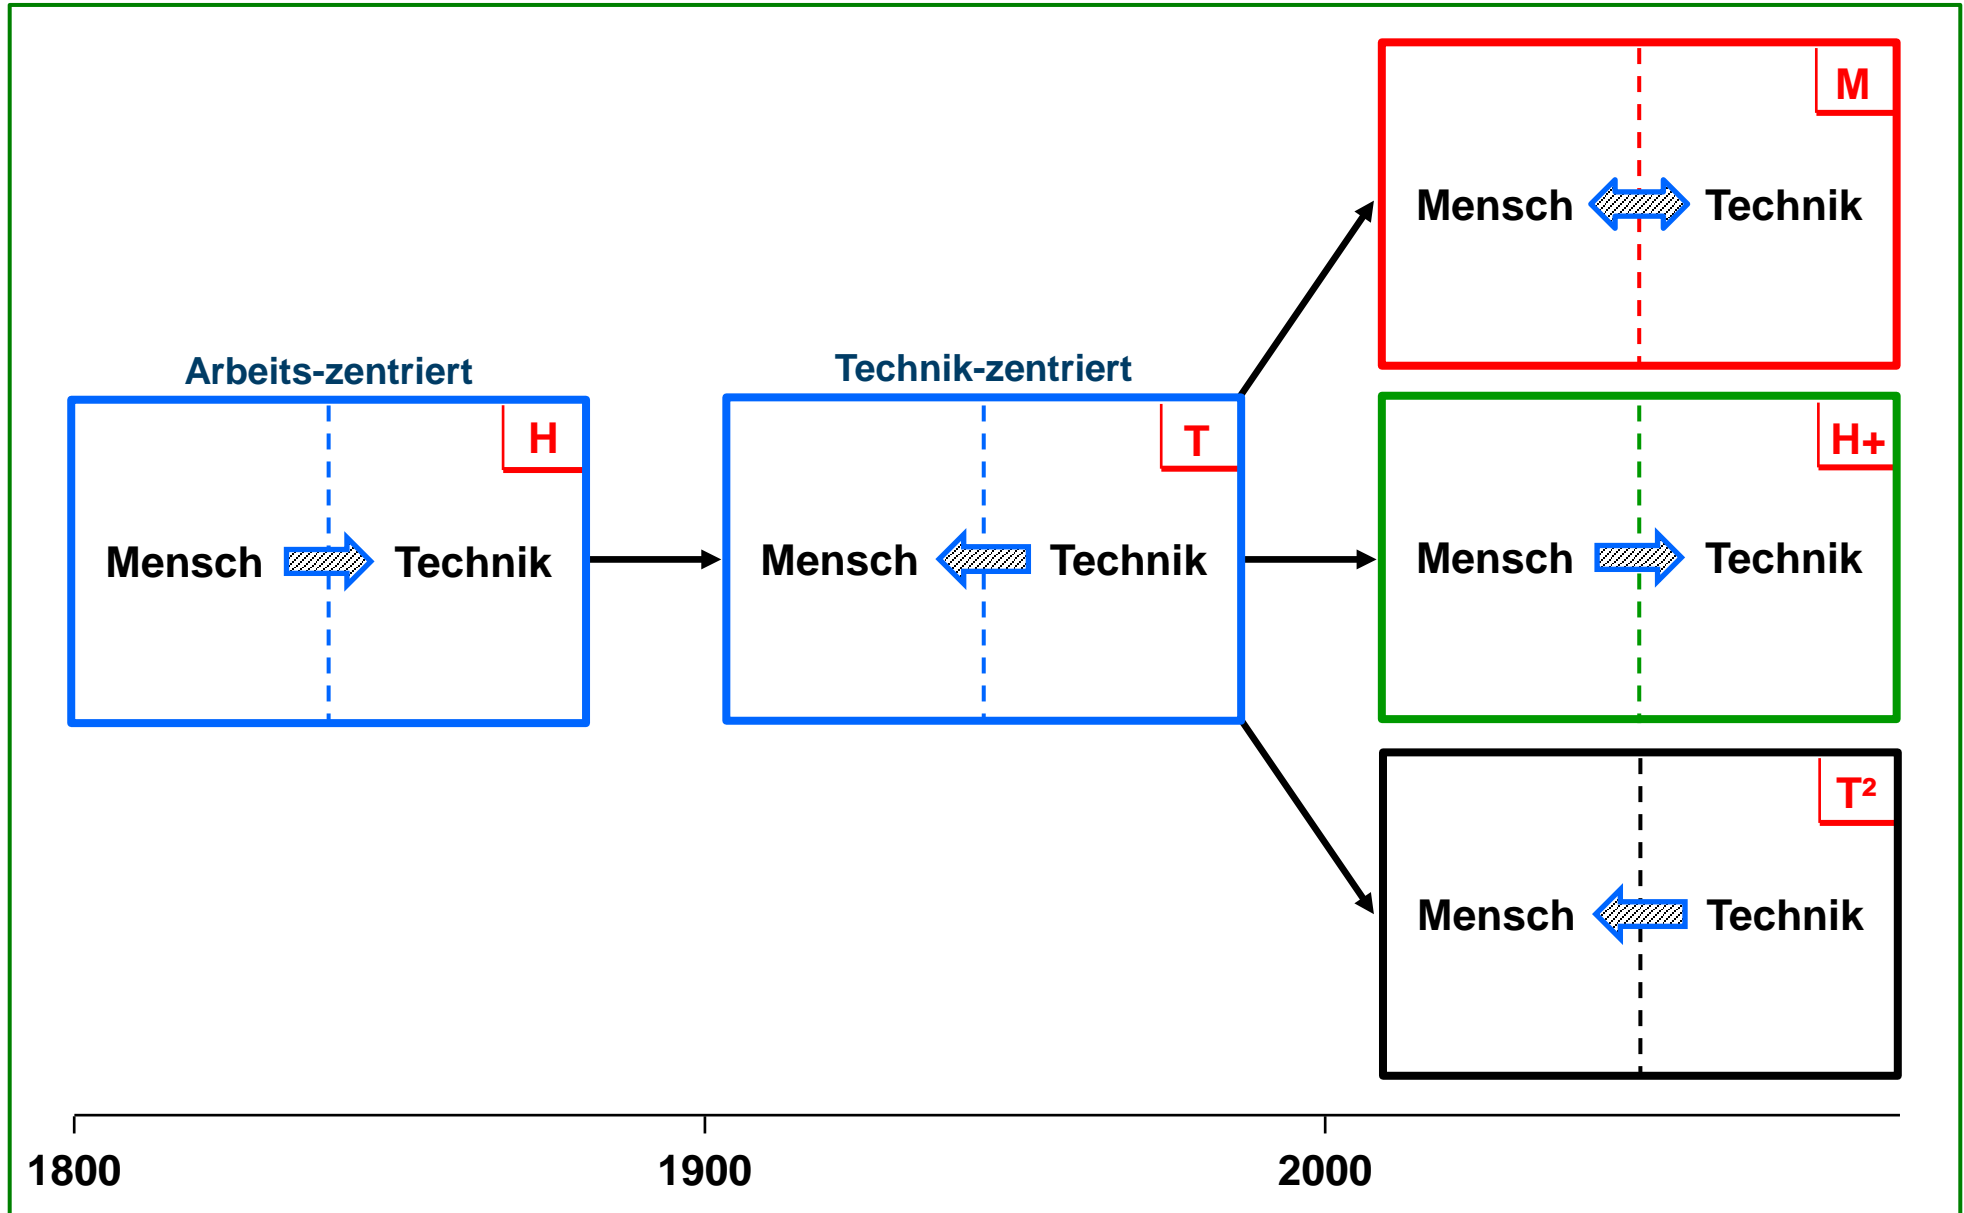 M
Mensch Technik
Arbeits-zentriert
Technik-zentriert
H
Mensch Technik
T
Mensch Technik
H+
Mensch Technik
T²
Mensch Technik
1800 1900 2000